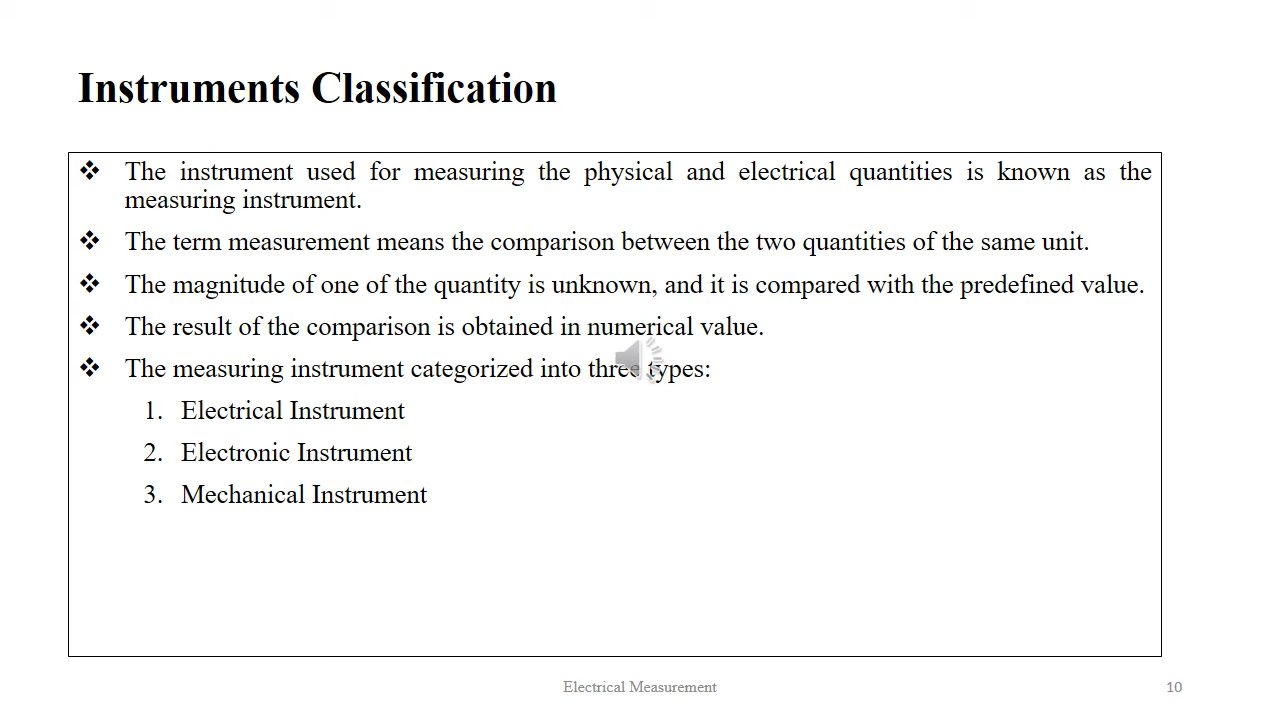 Instruments Classification
❖ The instrument used for measuring the physical and electrical quantities is known as the
measuring instrument.
❖ The term measurement means the comparison between the two quantities of the same unit.
❖ The magnitude of one of the quantity is unknown, and it is compared with the predefined value.
❖ The result of the comparison is obtained in numerical value.
❖ The measuring instrument categorized into three types:
1. Electrical Instrument
2. Electronic Instrument
3. Mechanical Instrument
Electrical Measurement
10